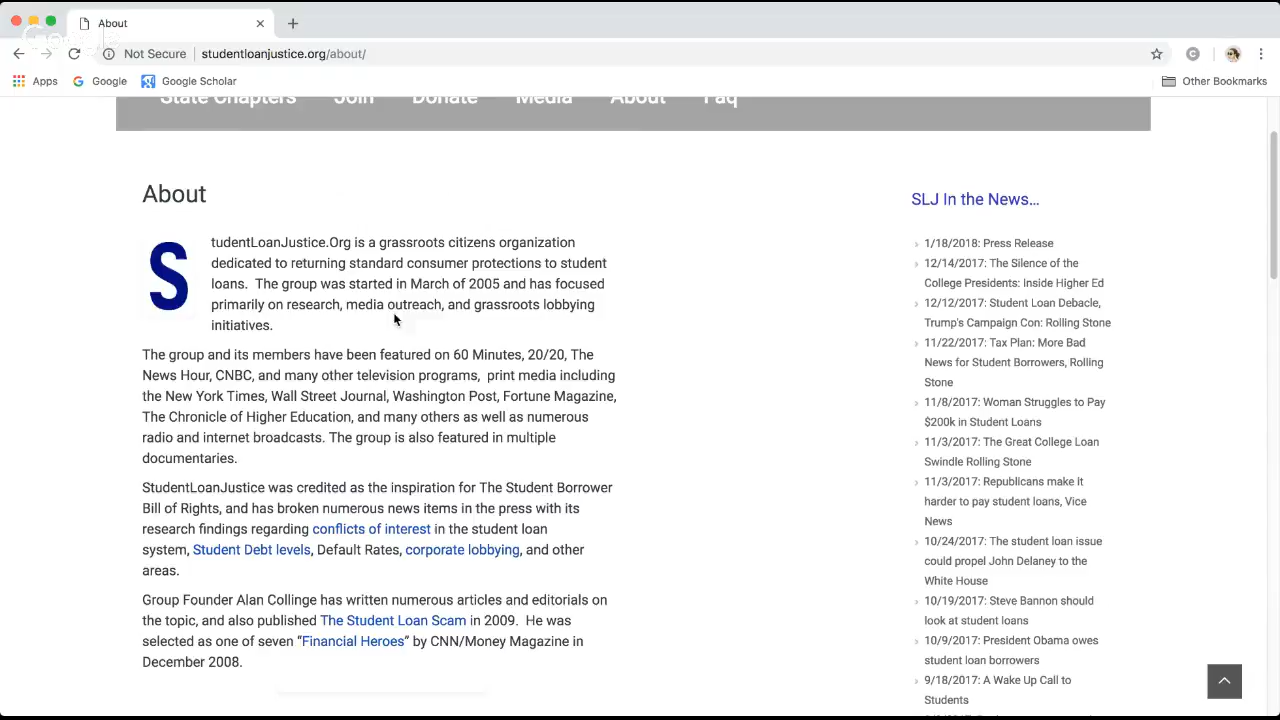 About
Not Secure
studentloanjustice.org/about/
Apps
Google
Google Scholar
Other Bookmarks
State Chapters
Join
Donate
Media
About
Faq
About
StudentLoanJustice.Org is a grassroots citizens organization
dedicated to returning standard consumer protections to student
loans. The group was started in March of 2005 and has focused
primarily on research, media outreach, and grassroots lobbying
initiatives.
The group and its members have been featured on 60 Minutes, 20/20, The
News Hour, CNBC, and many other television programs, print media including
the New York Times, Wall Street Journal, Washington Post, Fortune Magazine,
The Chronicle of Higher Education, and many others as well as numerous
radio and internet broadcasts. The group is also featured in multiple
documentaries.
StudentLoanJustice was credited as the inspiration for The Student Borrower
Bill of Rights, and has broken numerous news items in the press with its
research findings regarding conflicts of interest in the student loan
system, Student Debt levels, Default Rates, corporate lobbying, and other
areas.
Group Founder Alan Collinge has written numerous articles and editorials on
the topic, and also published The Student Loan Scam in 2009. He was
selected as one of seven “Financial Heroes” by CNN/Money Magazine in
December 2008.
SLJ In the News…
1/18/2018: Press Release
12/14/2017: The Silence of the
College Presidents: Inside Higher Ed
12/12/2017: Student Loan Debacle,
Trump's Campaign Con: Rolling Stone
11/22/2017: Tax Plan: More Bad
News for Student Borrowers, Rolling
Stone
11/8/2017: Woman Struggles to Pay
$200k in Student Loans
11/3/2017: The Great College Loan
Swindle Rolling Stone
11/3/2017: Republicans make it
harder to pay student loans, Vice
News
10/24/2017: The student loan issue
could propel John Delaney to the
White House
10/19/2017: Steve Bannon should
look at student loans
10/9/2017: President Obama owes
student loan borrowers
9/18/2017: A Wake Up Call to
Students